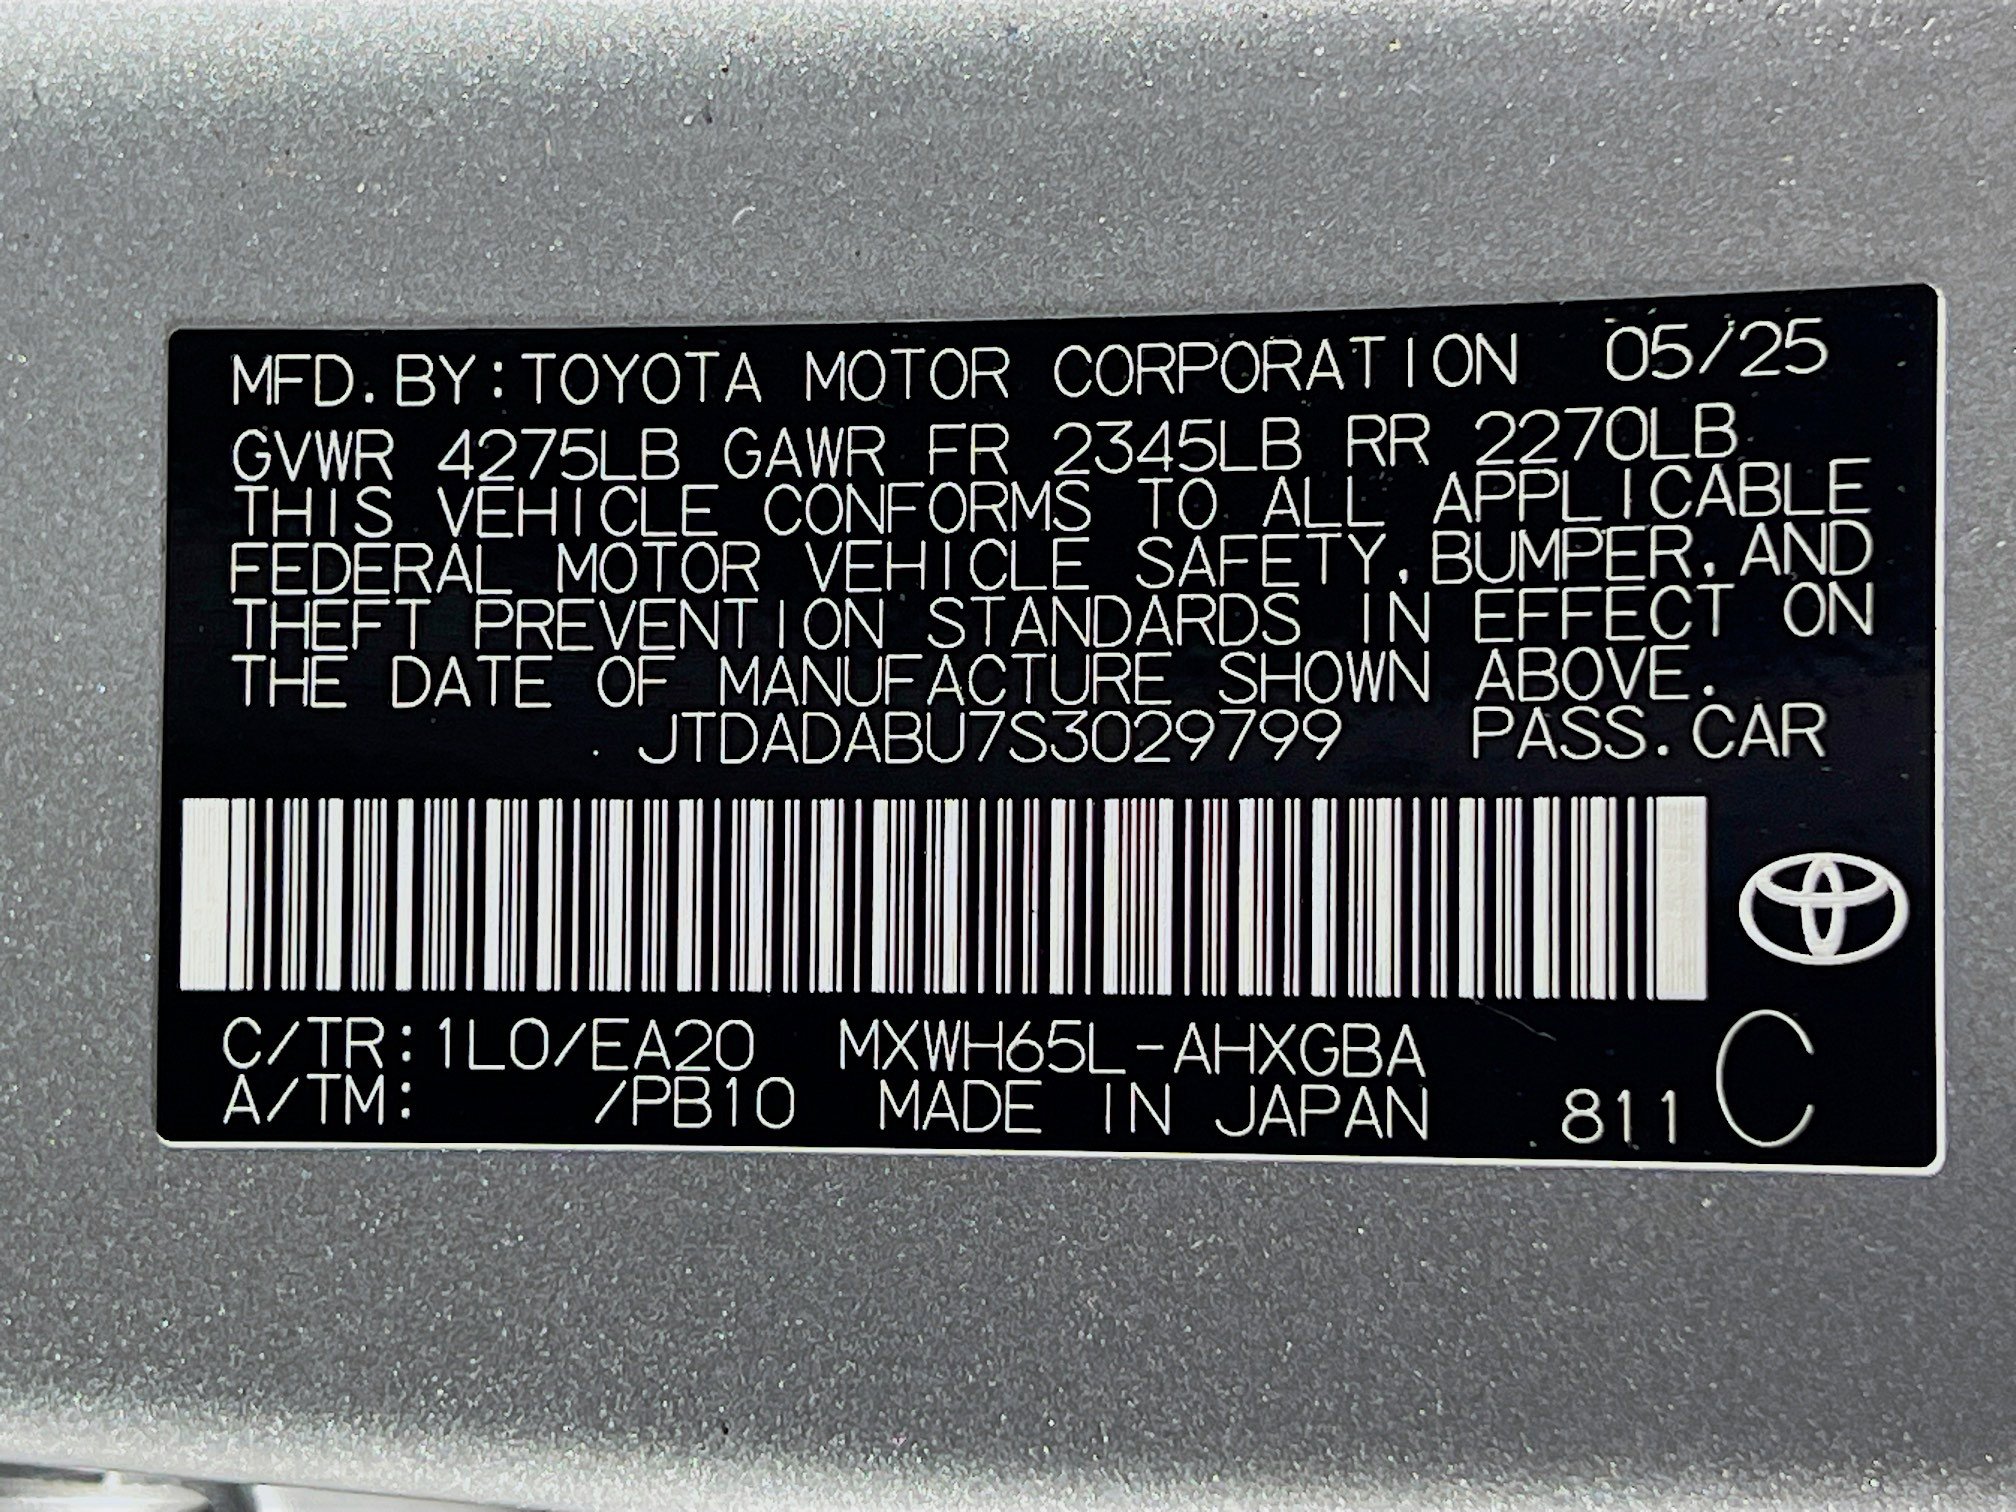 MFD. BY: TOYOTA MOTOR CORPORATION 05/25
GVWR 4275LB GAWR FR 2345LB RR 2270LB
THIS VEHICLE CONFORMS TO ALL APPLICABLE
FEDERAL MOTOR VEHICLE SAFETY, BUMPER, AND
THEFT PREVENTION STANDARDS IN EFFECT ON
THE DATE OF MANUFACTURE SHOWN ABOVE.
JTDADABU7S3029799 PASS. CAR
C/TR: 1L0/EA20 MXWH65L-AHXGBA
A/TM: /PB10 MADE IN JAPAN 811 C